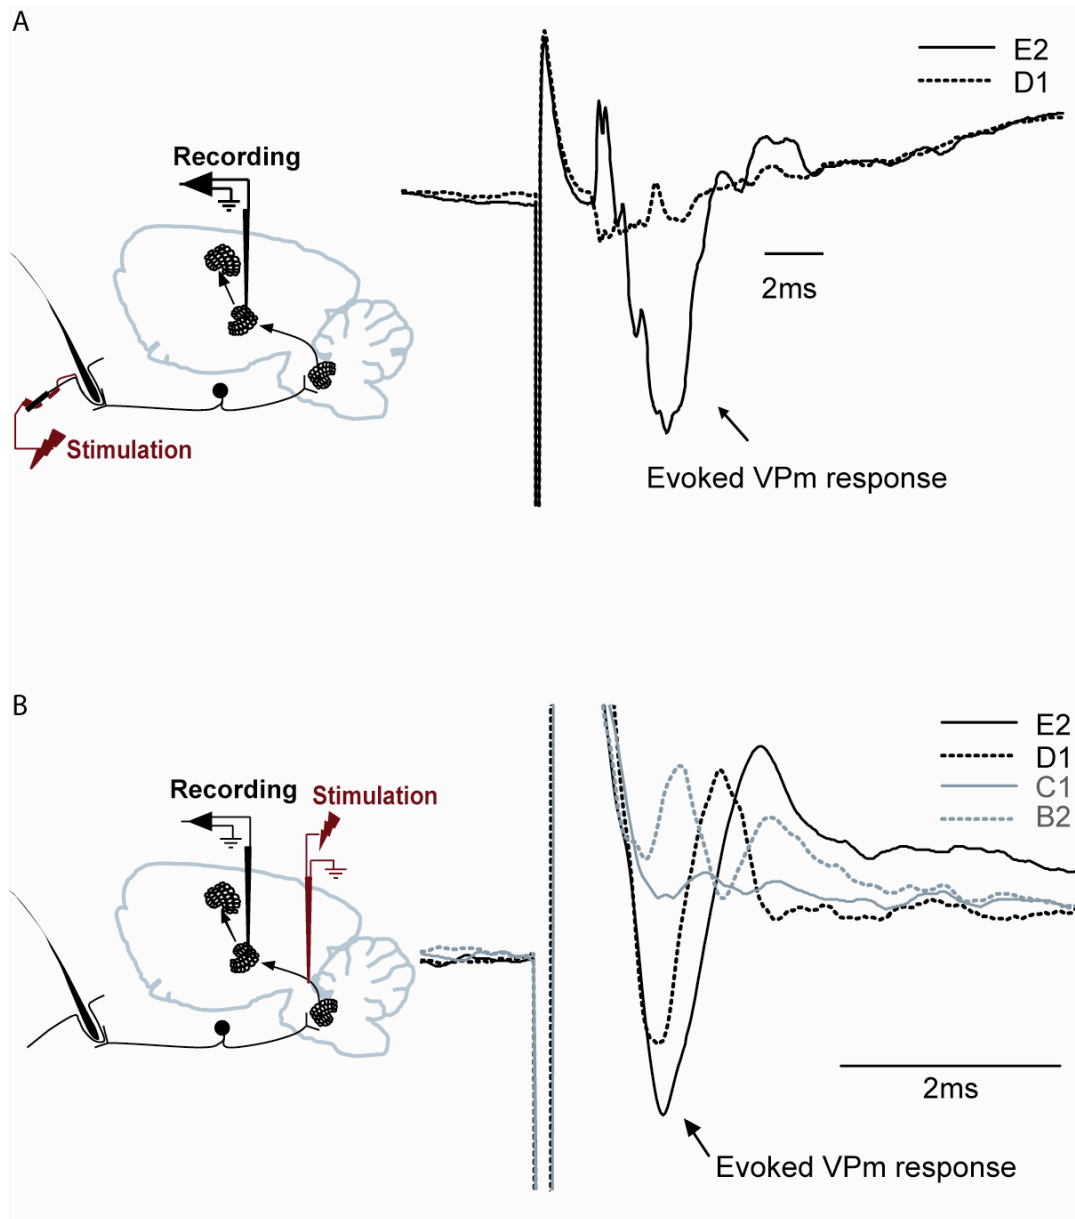 A
E2
D1
Recording
2ms
Stimulation
Evoked VPm response
B
E2
D1
C1
B2
Recording
Stimulation
2ms
Evoked VPm response